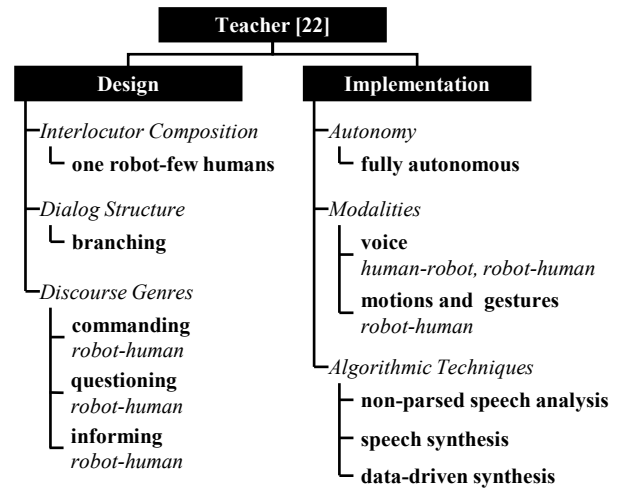 Teacher [22]
Design
Interlocutor Composition
one robot-few humans
Dialog Structure
branching
Discourse Genres
commanding
robot-human
questioning
robot-human
informing
robot-human
Implementation
Autonomy
fully autonomous
Modalities
voice
human-robot, robot-human
motions and gestures
robot-human
Algorithmic Techniques
non-parsed speech analysis
speech synthesis
data-driven synthesis